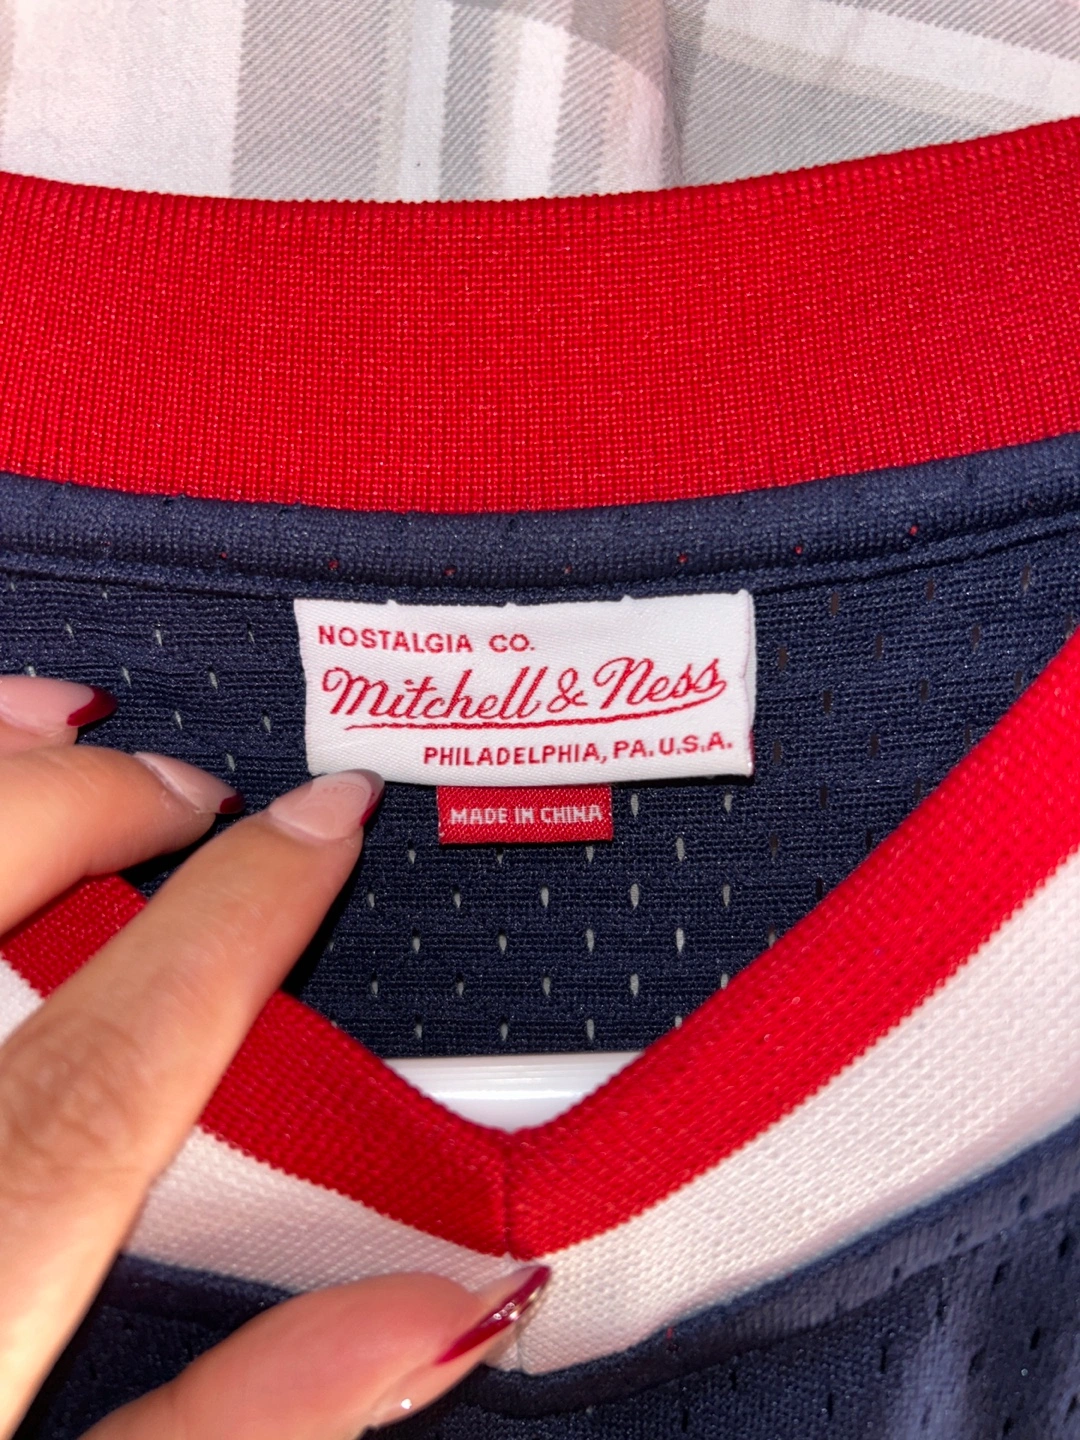 NOSTALGIA CO.
Mitchell & Ness
PHILADELPHIA, PA. U.S.A.
MADE IN CHINA